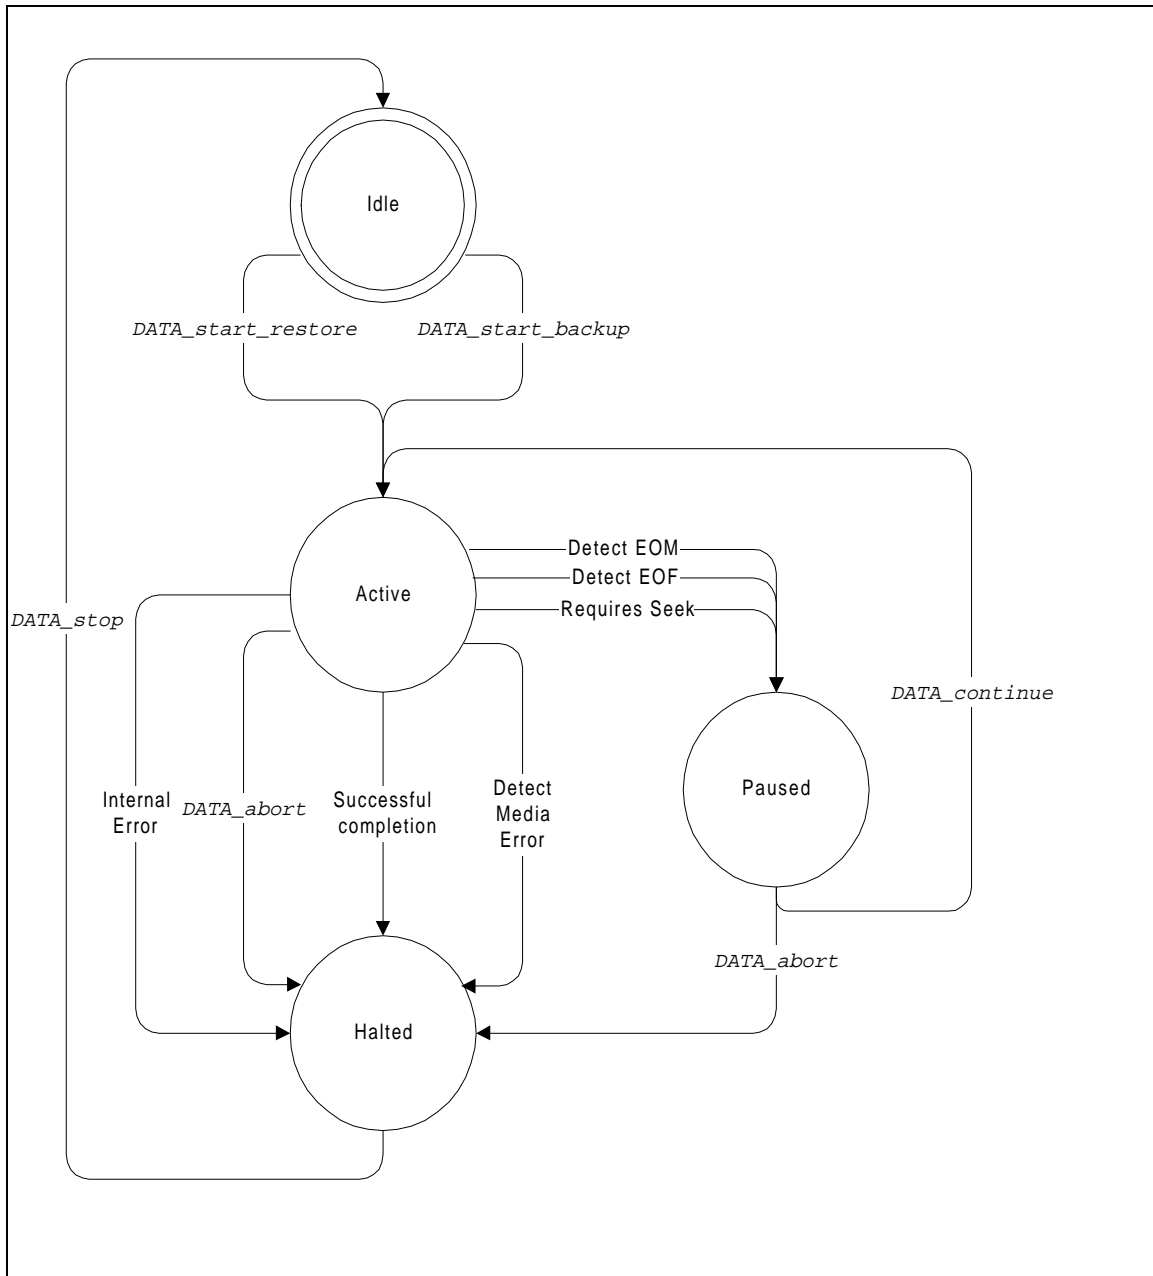 Idle
DATA_start_restore
DATA_start_backup
Detect EOM
Detect EOF
Active
Requires Seek
DATA_stop
DATA_continue
Paused
Internal
Error
DATA_abort
Successful
completion
Detect
Media
Error
DATA_abort
Halted